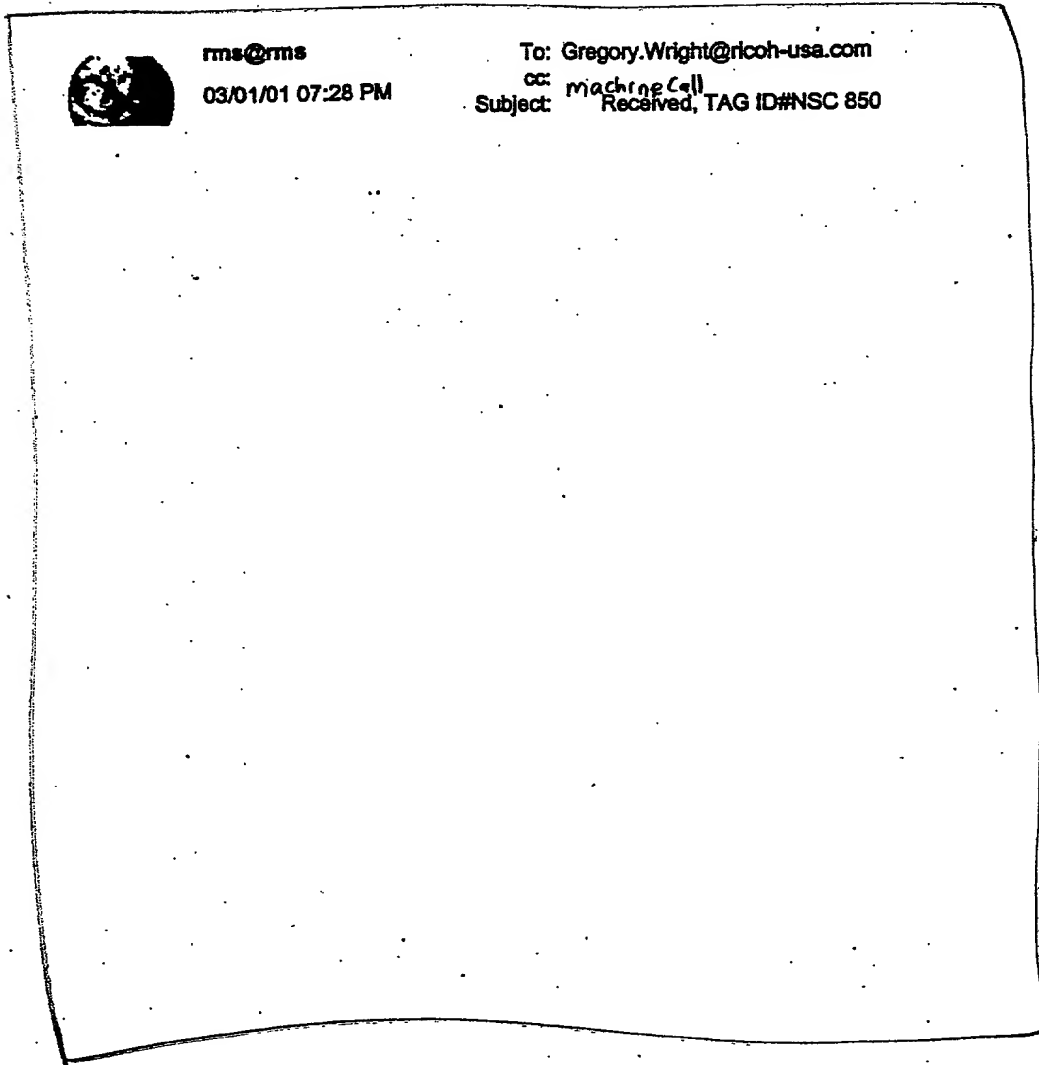 rms@rms
03/01/01 07:28 PM
To: Gregory.Wright@ricoh-usa.com
cc:
Subject: machine Call Received, TAG ID#NSC 850